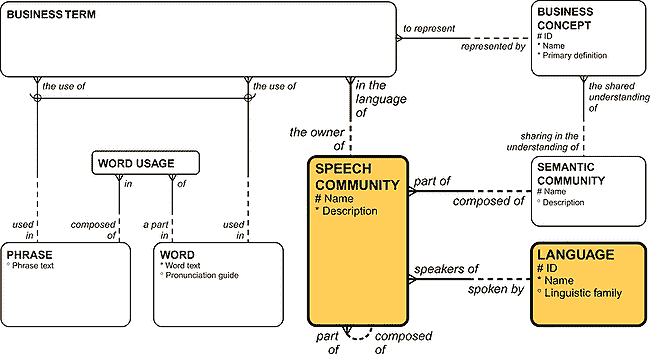 BUSINESS TERM
to represent
represented by
BUSINESS
CONCEPT
# ID
* Name
* Primary definition
the use of
the use of
in the
language
of
the shared
understanding
of
the owner
of
sharing in the
understanding of
WORD USAGE
in
of
SPEECH
COMMUNITY
# Name
* Description
part of
composed of
SEMANTIC
COMMUNITY
# Name
° Description
used
in
composed
of
a part
in
used
in
PHRASE
° Phrase text
WORD
* Word text
° Pronunciation guide
speakers of
spoken by
LANGUAGE
# ID
* Name
° Linguistic family
part
of
composed
of